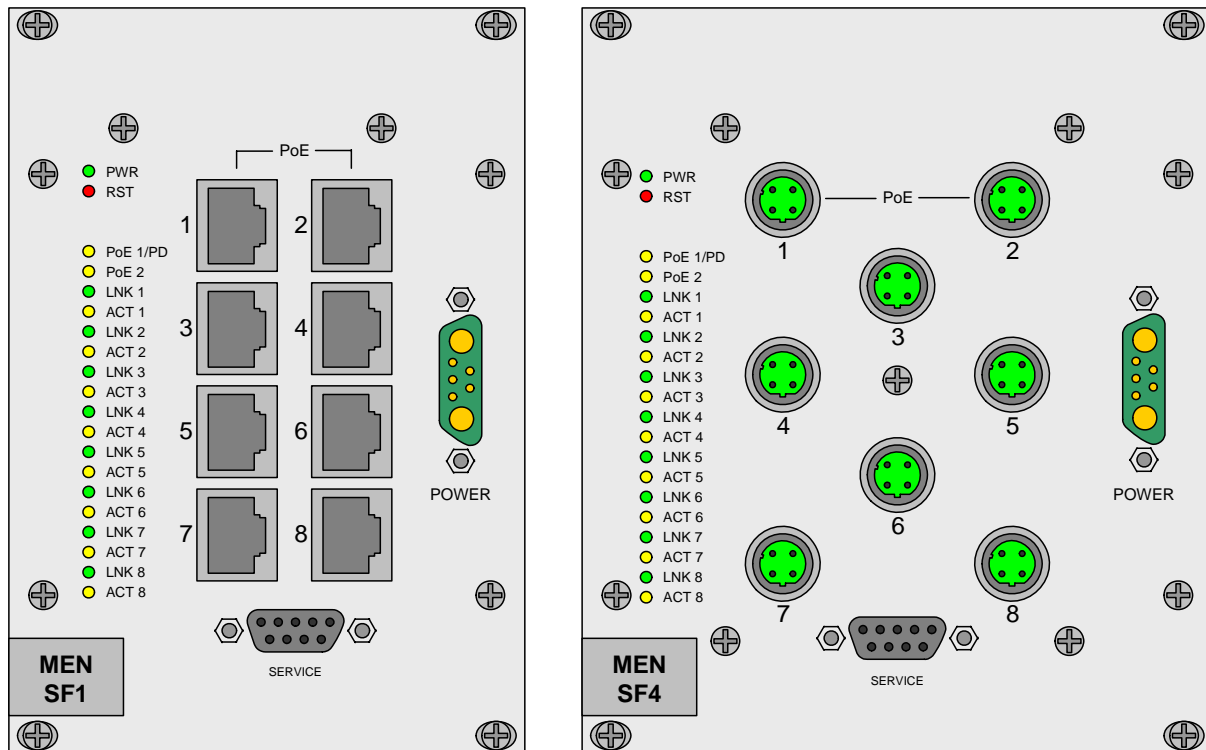 PoE
PWR
RST
1
2
PoE 1/PD
PoE 2
LNK 1
ACT 1
LNK 2
ACT 2
LNK 3
ACT 3
LNK 4
ACT 4
LNK 5
ACT 5
LNK 6
ACT 6
LNK 7
ACT 7
LNK 8
ACT 8
3
4
5
6
7
8
POWER
SERVICE
MEN
SF1
PWR
RST
PoE
1
2
PoE 1/PD
PoE 2
LNK 1
ACT 1
LNK 2
ACT 2
LNK 3
ACT 3
LNK 4
ACT 4
LNK 5
ACT 5
LNK 6
ACT 6
LNK 7
ACT 7
LNK 8
ACT 8
3
4
5
6
7
8
POWER
SERVICE
MEN
SF4